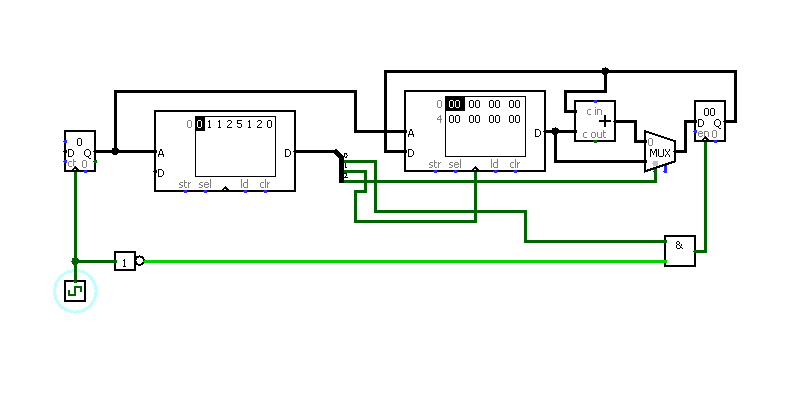 0
D Q
ct 0
0 0 1 1 2 5 1 2 0
A
D
D
str sel ld clr
0 00 00 00 00
4 00 00 00 00
A
D
D
str sel ld clr
c in
+
c out
0
MUX
00
D Q
en 0
&
1